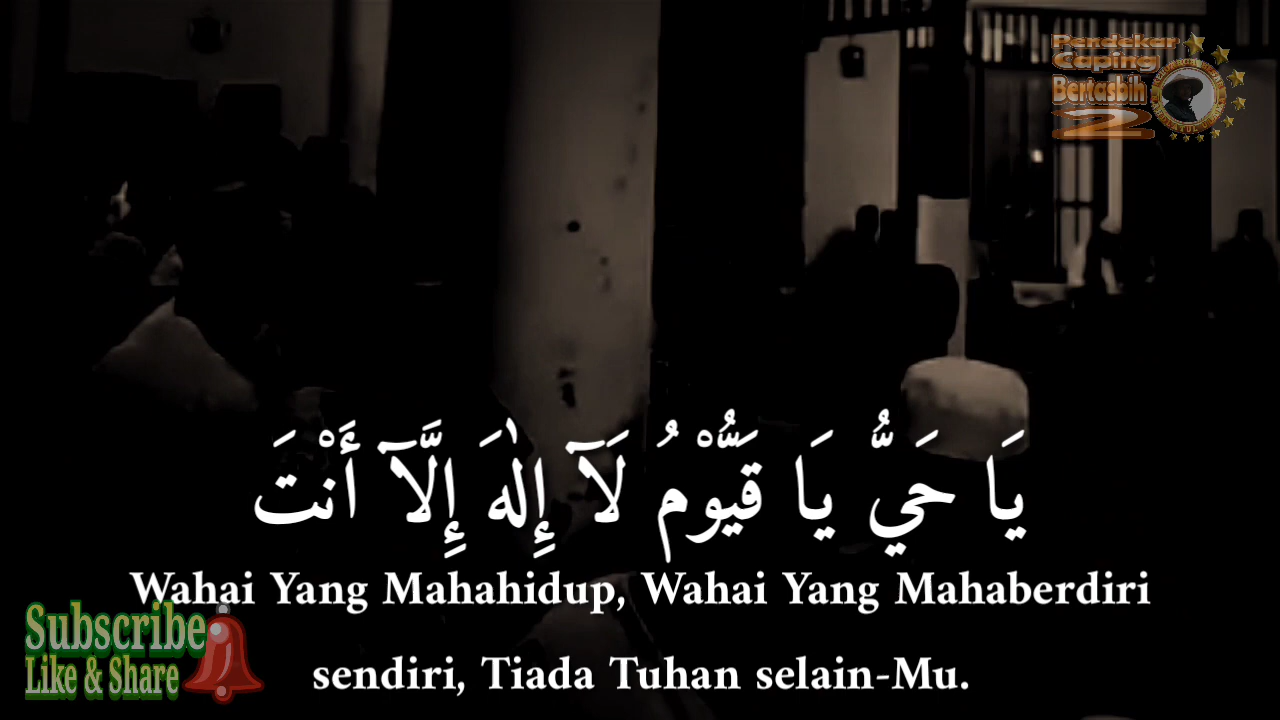 Pendekar
Caping
Bertasbih
2
يَا حَيُّ يَا قَيُّوْمُ لَآ إِلٰهَ إِلَّآ أَنْتَ
Wahai Yang Mahahidup, Wahai Yang Mahaberdiri
sendiri, Tiada Tuhan selain-Mu.
Subscribe
Like & Share